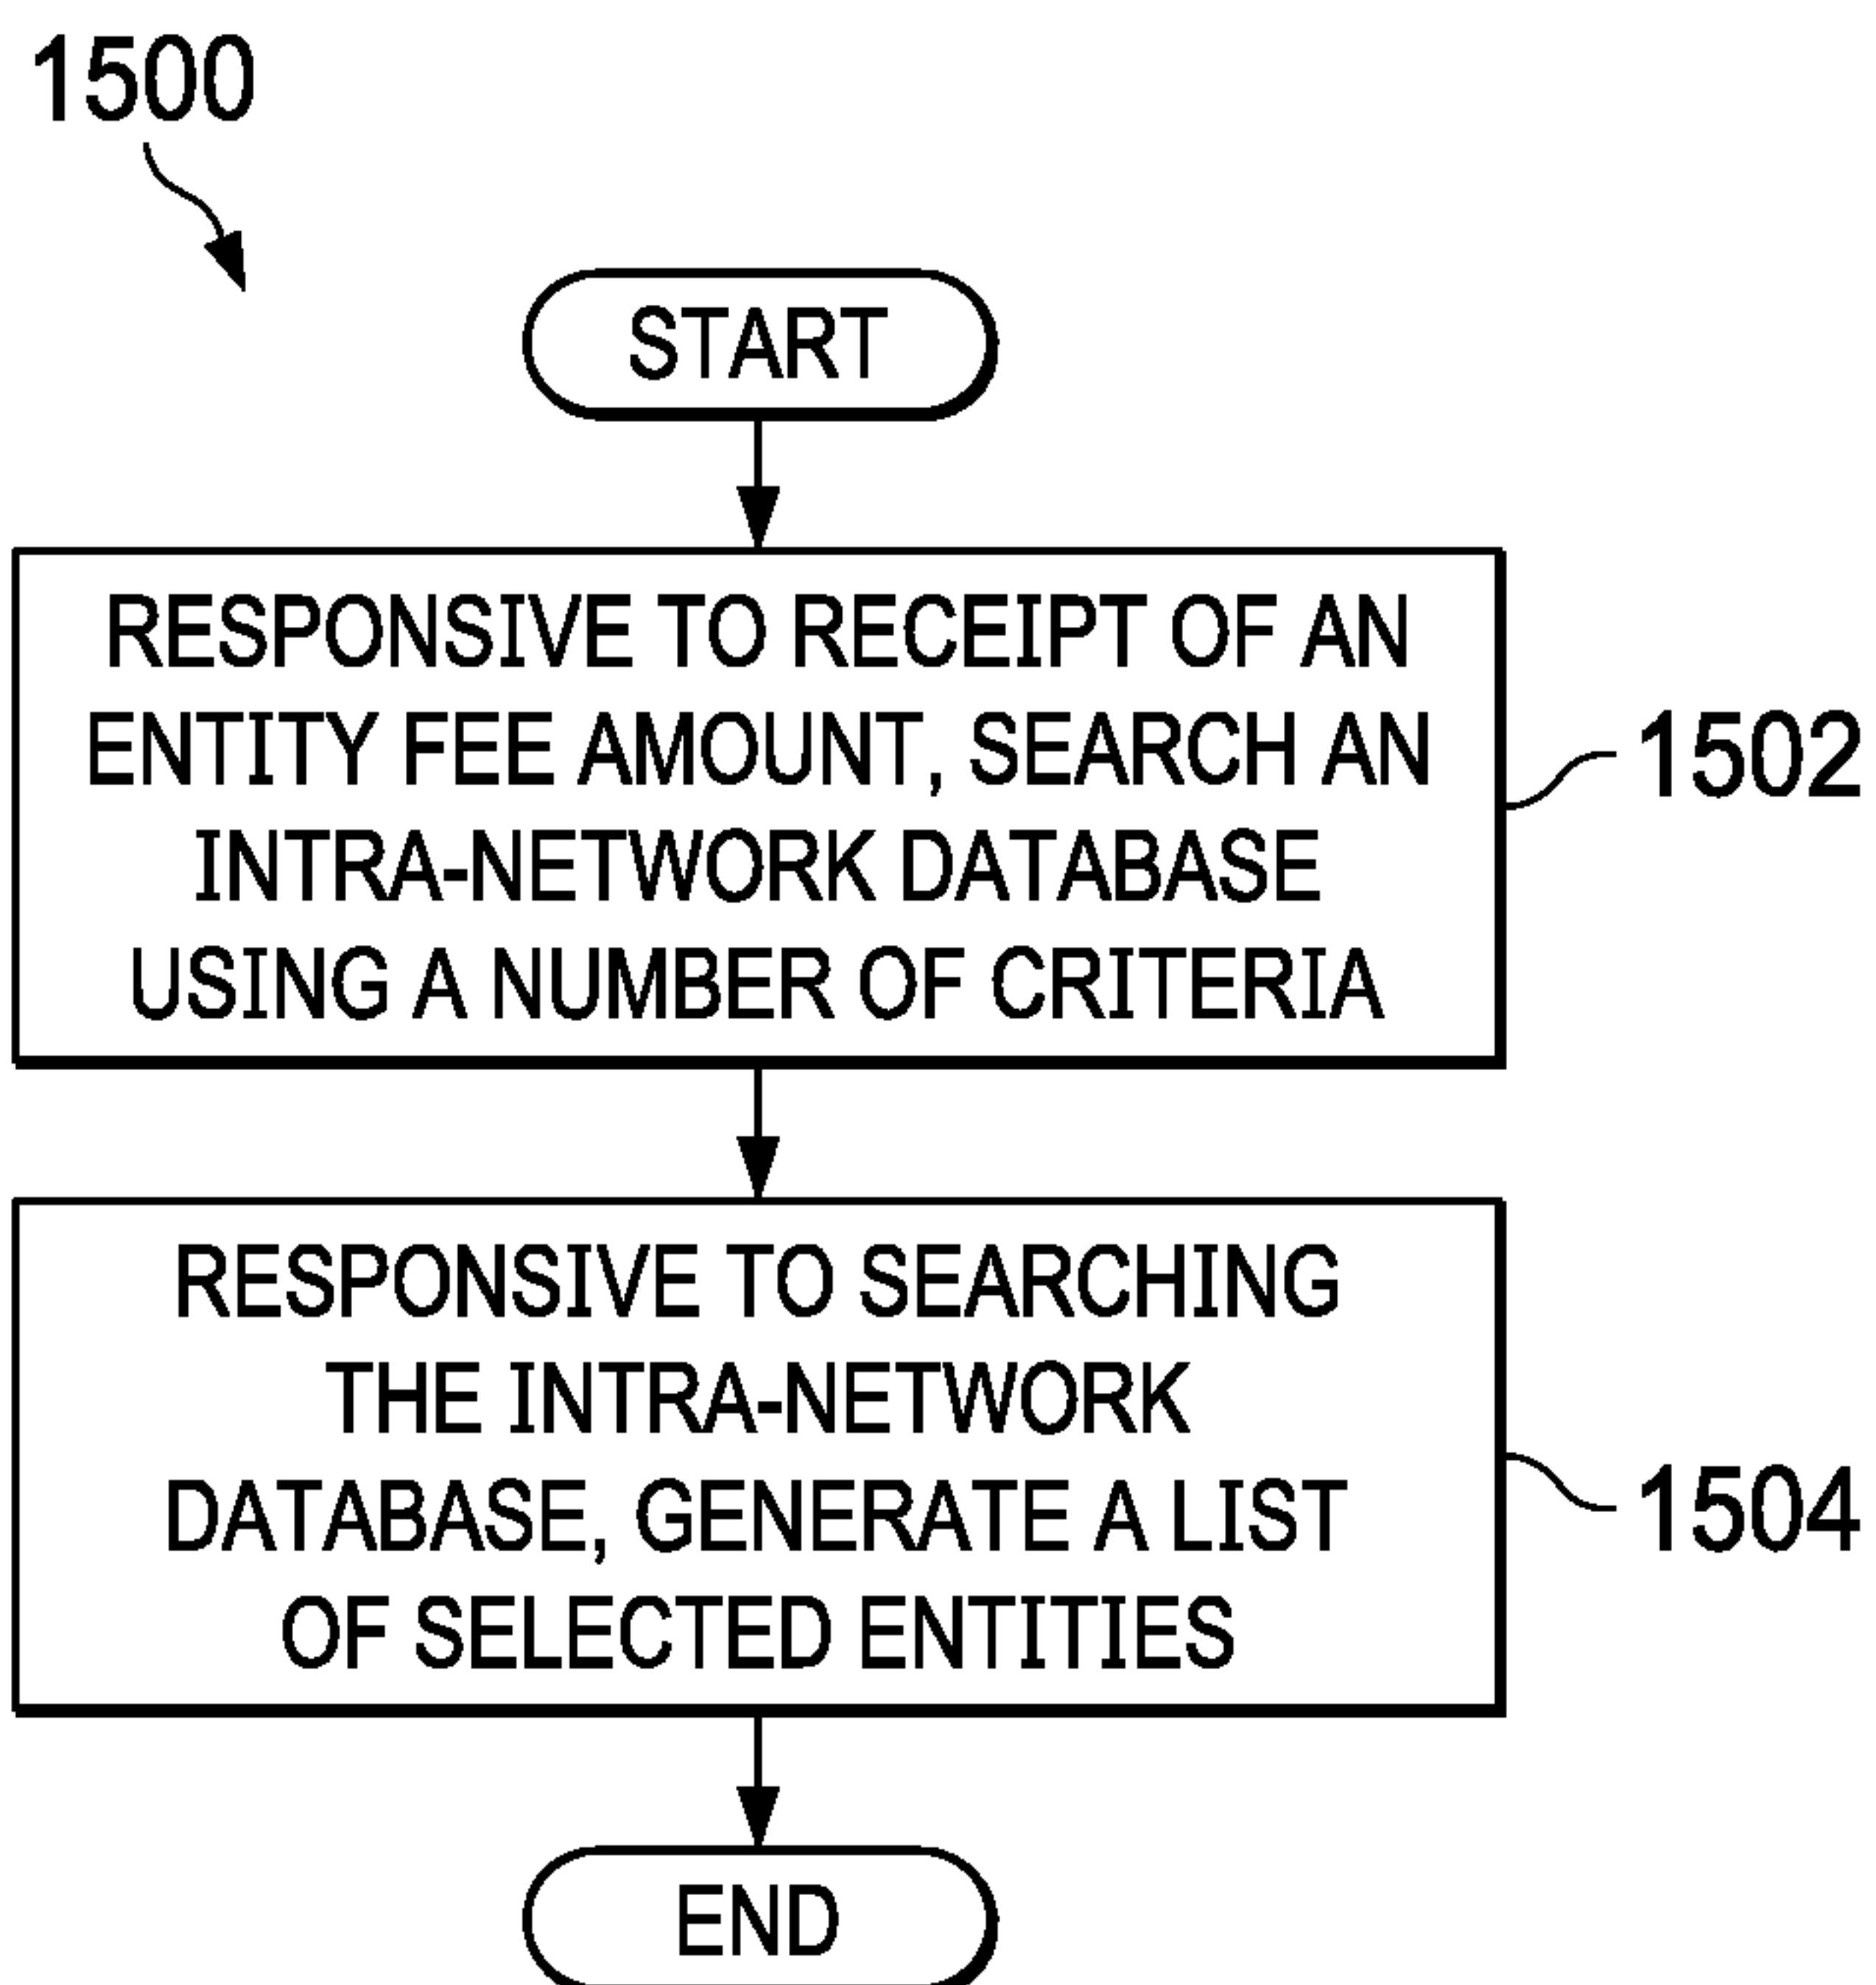 1500
START
RESPONSIVE TO RECEIPT OF AN
ENTITY FEE AMOUNT, SEARCH AN
INTRA-NETWORK DATABASE
USING A NUMBER OF CRITERIA
1502
RESPONSIVE TO SEARCHING
THE INTRA-NETWORK
DATABASE, GENERATE A LIST
OF SELECTED ENTITIES
1504
END